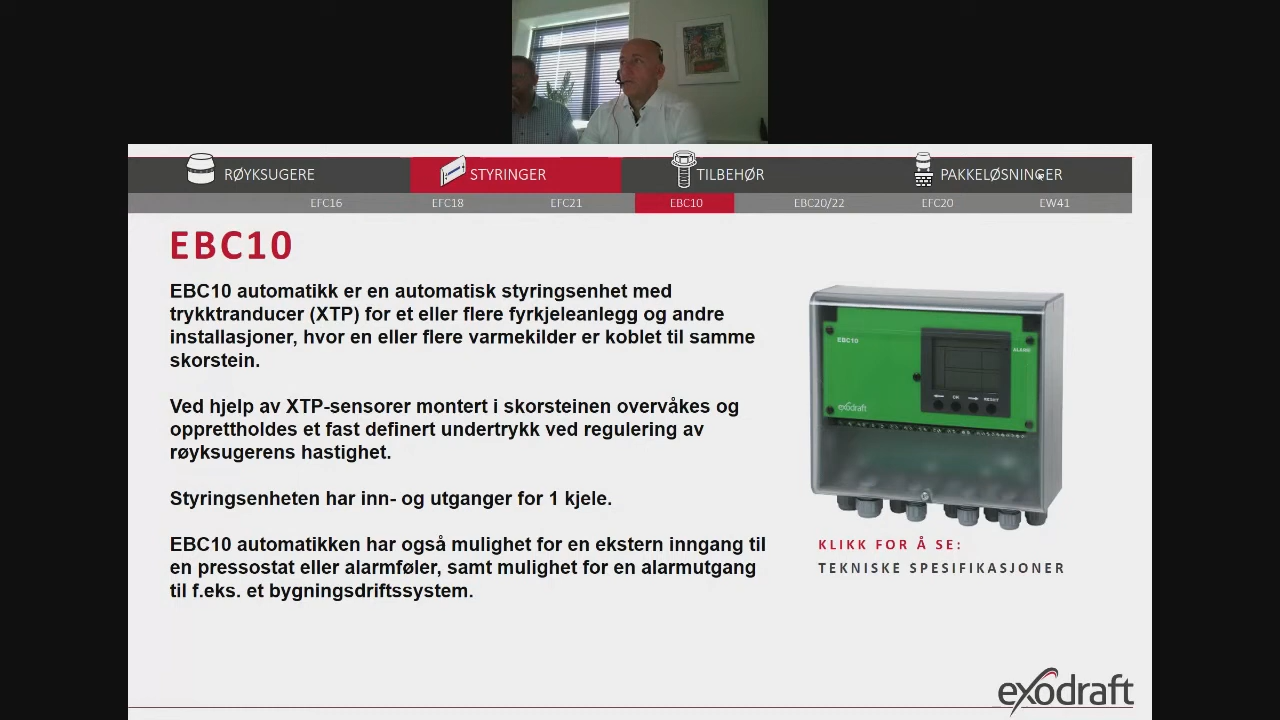 RØYKSUGERE STYRINGER TILBEHØR PAKKELØSNINGER
EFC16 EFC18 EFC21 EBC10 EBC20/22 EFC20 EW41
EBC10
EBC10 automatikk er en automatisk styringsenhet med
trykktranducer (XTP) for et eller flere fyrkjeleanlegg og andre
installasjoner, hvor en eller flere varmekilder er koblet til samme
skorstein.
Ved hjelp av XTP-sensorer montert i skorsteinen overvåkes og
opprettholdes et fast definert undertrykk ved regulering av
røyksugerens hastighet.
Styringsenheten har inn- og utganger for 1 kjele.
EBC10 automatikken har også mulighet for en ekstern inngang til
en pressostat eller alarmføler, samt mulighet for en alarmutgang
til f.eks. et bygningsdriftssystem.
EBC10
ALARM
OK RESET
exodraft
KLIKK FOR Å SE:
TEKNISKE SPESIFIKASJONER
exodraft